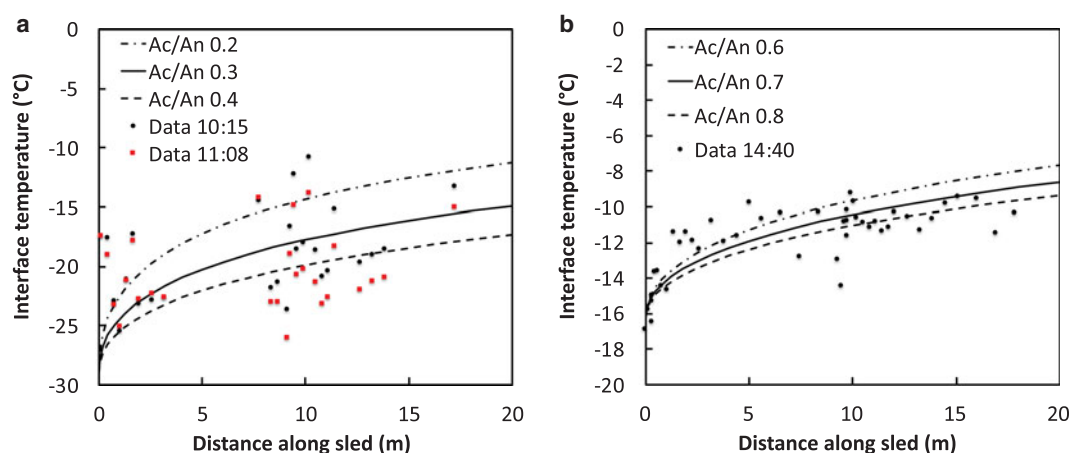 a
0
-5
-10
-15
-20
-25
-30
Interface temperature (°C)
Ac/An 0.2
Ac/An 0.3
Ac/An 0.4
Data 10:15
Data 11:08
0 5 10 15 20
Distance along sled (m)
b
0
-2
-4
-6
-8
-10
-12
-14
-16
-18
-20
Interface temperature (°C)
Ac/An 0.6
Ac/An 0.7
Ac/An 0.8
Data 14:40
0 5 10 15 20
Distance along sled (m)